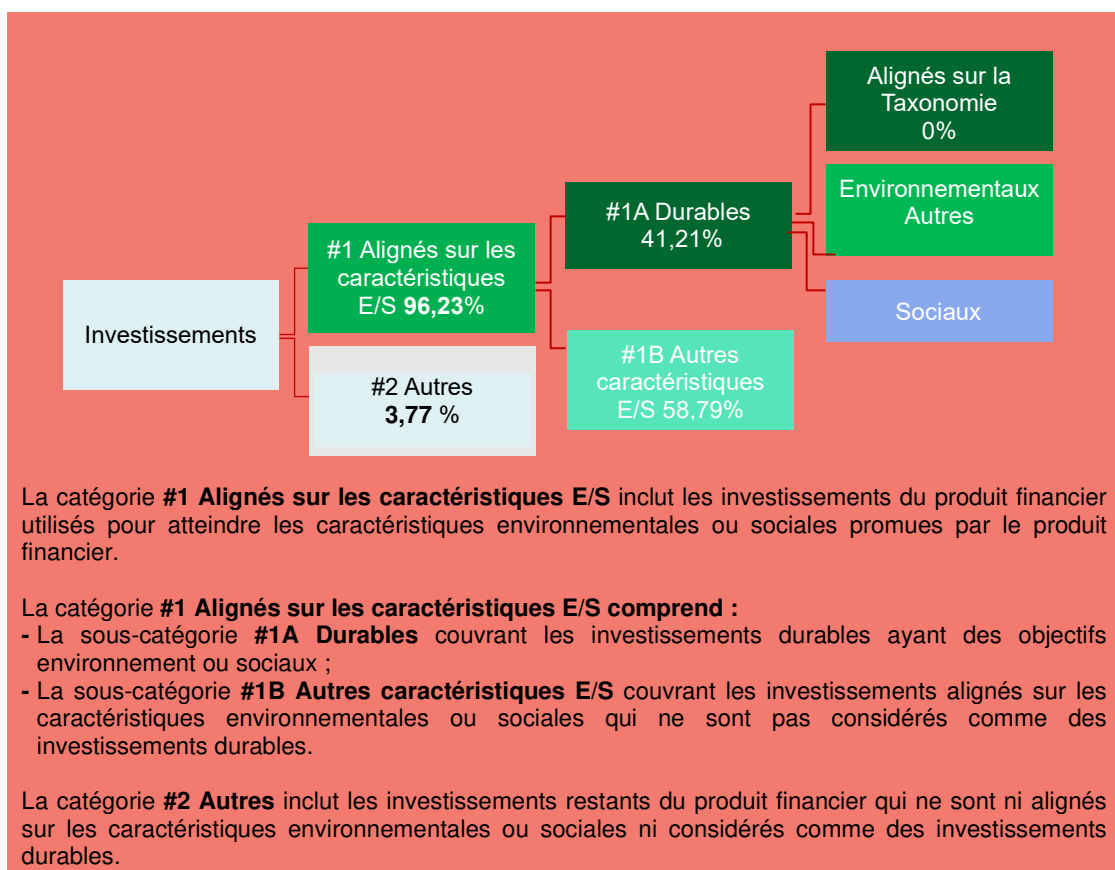 Investissements
#1 Alignés sur les
caractéristiques
E/S 96,23%
#2 Autres
3,77 %
#1A Durables
41,21%
#1B Autres
caractéristiques
E/S 58,79%
Alignés sur la
Taxonomie
0%
Environnementaux
Autres
Sociaux
La catégorie #1 Alignés sur les caractéristiques E/S inclut les investissements du produit financier
utilisés pour atteindre les caractéristiques environnementales ou sociales promues par le produit
financier.
La catégorie #1 Alignés sur les caractéristiques E/S comprend :
- La sous-catégorie #1A Durables couvrant les investissements durables ayant des objectifs
environnement ou sociaux ;
- La sous-catégorie #1B Autres caractéristiques E/S couvrant les investissements alignés sur les
caractéristiques environnementales ou sociales qui ne sont pas considérés comme des
investissements durables.
La catégorie #2 Autres inclut les investissements restants du produit financier qui ne sont ni alignés
sur les caractéristiques environnementales ou sociales ni considérés comme des investissements
durables.